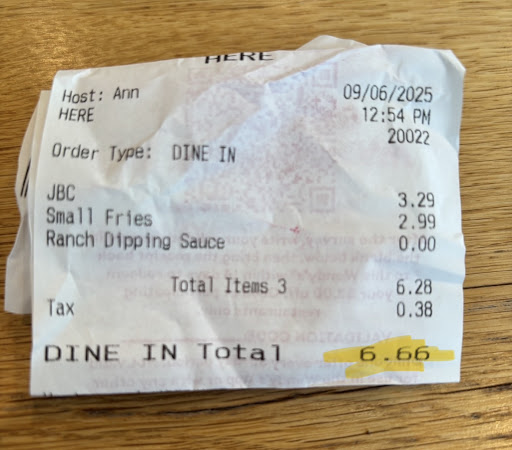 HERE
Host: Ann 09/06/2025
HERE 12:54 PM
20022
Order Type: DINE IN
JBC 3.29
Small Fries 2.99
Ranch Dipping Sauce 0.00
Total Items 3 6.28
Tax 0.38
DINE IN Total 6.66